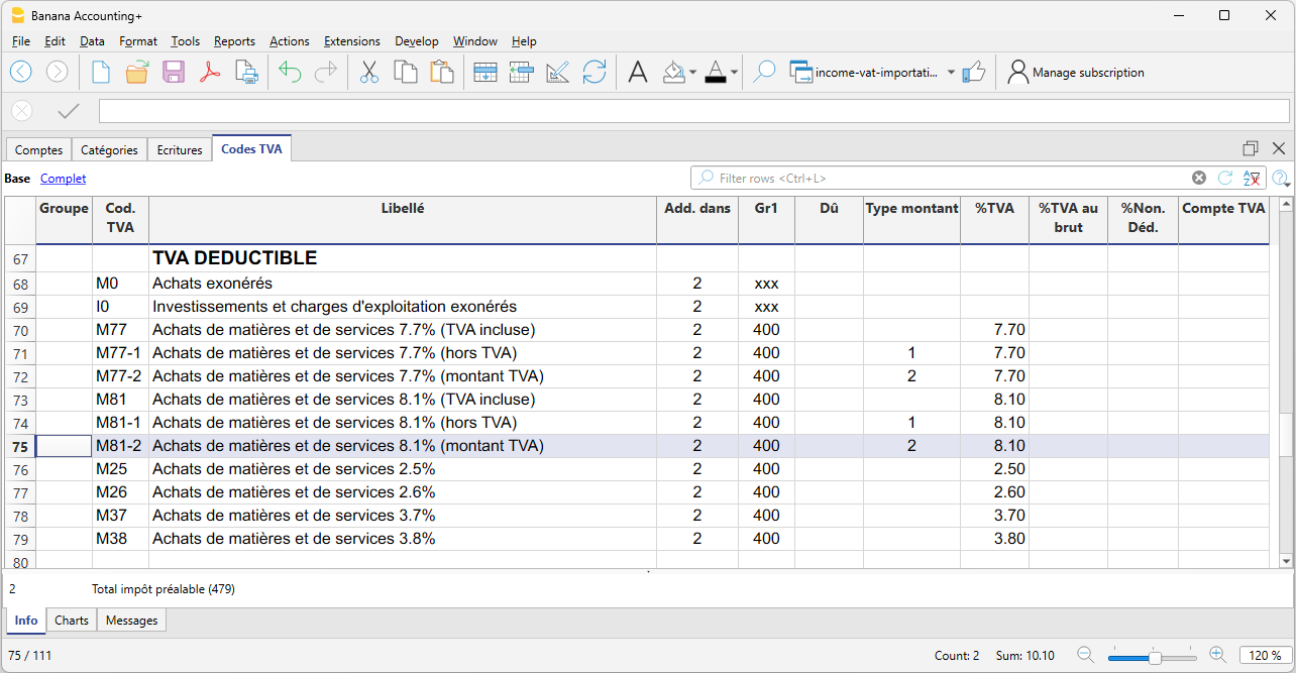 Banana Accounting+
File Edit Data Format Tools Reports Actions Extensions Develop Window Help
A A income-vat-importati... Manage subscription
Comptes Catégories Ecritures Codes TVA
Base Complet Filter rows <Ctrl+L>
Groupe Cod. TVA Libellé Add. dans Gr1 Dû Type montant %TVA %TVA au brut %Non. Déd. Compte TVA
67 TVA DEDUCTIBLE
68 M0 Achats exonérés 2 xxx
69 I0 Investissements et charges d'exploitation exonérés 2 xxx
70 M77 Achats de matières et de services 7.7% (TVA incluse) 2 400 7.70
71 M77-1 Achats de matières et de services 7.7% (hors TVA) 2 400 1 7.70
72 M77-2 Achats de matières et de services 7.7% (montant TVA) 2 400 2 7.70
73 M81 Achats de matières et de services 8.1% (TVA incluse) 2 400 8.10
74 M81-1 Achats de matières et de services 8.1% (hors TVA) 2 400 1 8.10
75 M81-2 Achats de matières et de services 8.1% (montant TVA) 2 400 2 8.10
76 M25 Achats de matières et de services 2.5% 2 400 2.50
77 M26 Achats de matières et de services 2.6% 2 400 2.60
78 M37 Achats de matières et de services 3.7% 2 400 3.70
79 M38 Achats de matières et de services 3.8% 2 400 3.80
80
2 Total impôt préalable (479)
Info Charts Messages
75 / 111 Count: 2 Sum: 10.10 120 %